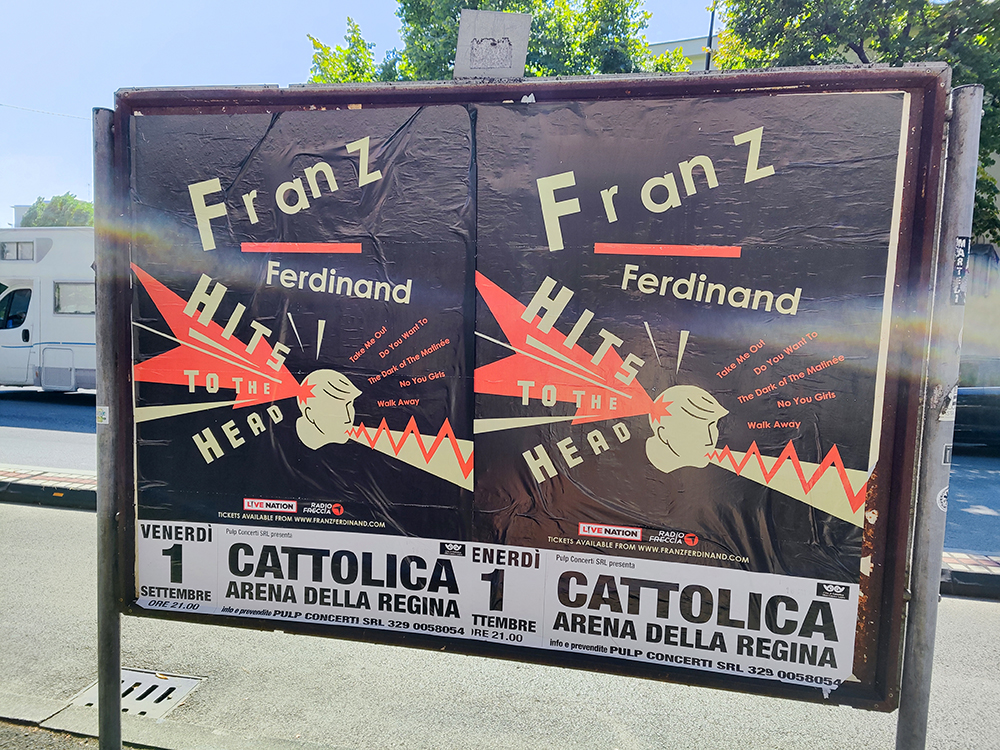 Franz
Ferdinand
HITS
TO THE
HEAD
Take Me Out
Do You Want To
The Dark of The Matinée
No You Girls
Walk Away
LIVE NATION
RADIO
FRECCIA
TICKETS AVAILABLE FROM WWW.FRANZFERDINAND.COM
VENERDÌ
1
SETTEMBRE
ORE 21.00
Pulp Concerti SRL presenta
CATTOLICA
ARENA DELLA REGINA
info e prevendite PULP CONCERTI SRL 329 0058054
Franz
Ferdinand
HITS
TO THE
HEAD
Take Me Out
Do You Want To
The Dark of The Matinée
No You Girls
Walk Away
LIVE NATION
RADIO
FRECCIA
TICKETS AVAILABLE FROM WWW.FRANZFERDINAND.COM
ENERDÌ
1
TTEMBRE
ORE 21.00
Pulp Concerti SRL presenta
CATTOLICA
ARENA DELLA REGINA
info e prevendite PULP CONCERTI SRL 329 0058054